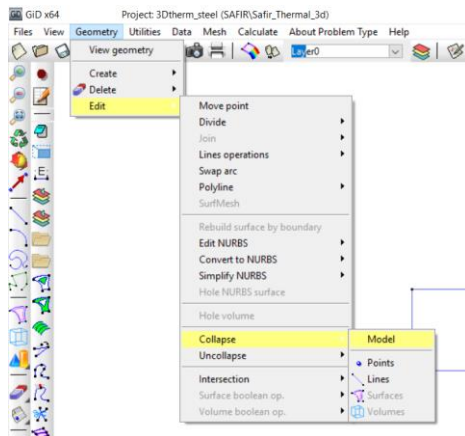 GiD x64 Project: 3Dtherm_steel (SAFIR\Safir_Thermal_3d)
Files View Geometry Utilities Data Mesh Calculate About Problem Type Help
View geometry
Layer0
Create
Delete
Edit
Move point
Divide
Join
Lines operations
Swap arc
Polyline
SurfMesh
Rebuild surface by boundary
Edit NURBS
Convert to NURBS
Simplify NURBS
Hole NURBS surface
Hole volume
Collapse
Model
Uncollapse
Points
Lines
Intersection
Surfaces
Surface boolean op.
Volumes
Volume boolean op.